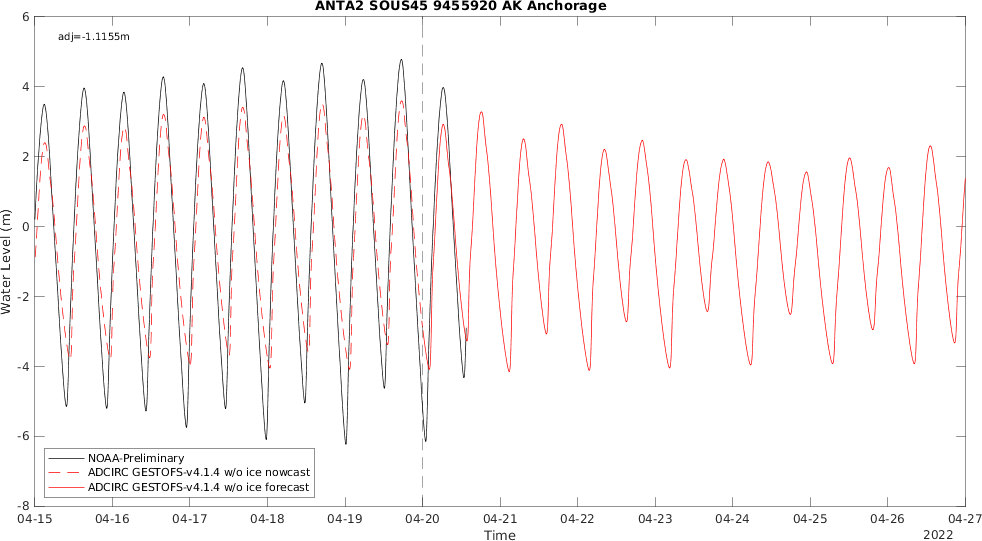 ANTA2 SOUS45 9455920 AK Anchorage
adj=-1.1155m
6
4
2
0
-2
-4
-6
-8
Water Level (m)
NOAA-Preliminary
ADCIRC GESTOFS-v4.1.4 w/o ice nowcast
ADCIRC GESTOFS-v4.1.4 w/o ice forecast
04-15 04-16 04-17 04-18 04-19 04-20 04-21 04-22 04-23 04-24 04-25 04-26 04-27
Time
2022